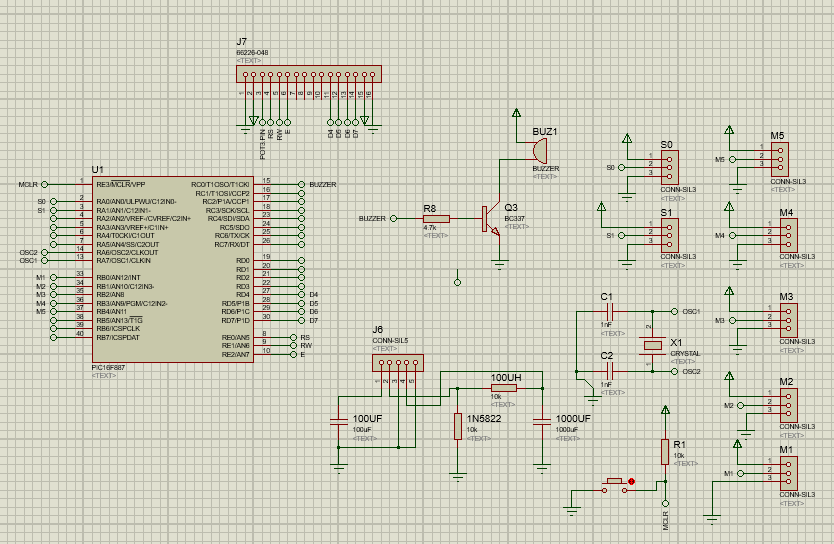 J7
66226-048
<TEXT>
1 2 3 4 5 6 7 8 9 10 11 12 13 14 15 16
POT3.PIN RS RW E D4 D5 D6 D7
U1
MCLR 1 RE3/MCLR/VPP RC0/T1OSO/T1CKI 15 BUZZER
RC1/T1OSI/CCP2 16
S0 2 RA0/AN0/ULPWU/C12IN0- RC2/P1A/CCP1 17
S1 3 RA1/AN1/C12IN1- RC3/SCK/SCL 18
4 RA2/AN2/VREF-/CVREF/C2IN+ RC4/SDI/SDA 23
5 RA3/AN3/VREF+/C1IN+ RC5/SDO 24
6 RA4/T0CKI/C1OUT RC6/TX/CK 25
7 RA5/AN4/SS/C2OUT RC7/RX/DT 26
OSC2 14 RA6/OSC2/CLKOUT
OSC1 13 RA7/OSC1/CLKIN RD0 19
RD1 20
M1 33 RB0/AN12/INT RD2 21
M2 34 RB1/AN10/C12IN3- RD3 22
M3 35 RB2/AN8 RD4 27 D4
M4 36 RB3/AN9/PGM/C12IN2- RD5/P1B 28 D5
M5 37 RB4/AN11 RD6/P1C 29 D6
38 RB5/AN13/T1G RD7/P1D 30 D7
39 RB6/ICSPCLK
40 RB7/ICSPDAT RE0/AN5 8 RS
RE1/AN6 9 RW
RE2/AN7 10 E
PIC16F887
<TEXT>
BUZ1
BUZZER
<TEXT>
BUZZER
R8
4.7k
<TEXT>
Q3
BC337
<TEXT>
S0
S0
1
2
3
CONN-SIL3
<TEXT>
S1
S1
1
2
3
CONN-SIL3
<TEXT>
M5
M5
1
2
3
CONN-SIL3
<TEXT>
M4
M4
1
2
3
CONN-SIL3
<TEXT>
C1
1nF
<TEXT>
OSC1
2
X1
CRYSTAL
<TEXT>
1
C2
1nF
<TEXT>
OSC2
M3
M3
1
2
3
CONN-SIL3
<TEXT>
J6
CONN-SIL5
<TEXT>
1 2 3 4 5
100UH
10k
<TEXT>
100UF
100uF
<TEXT>
1N5822
10k
<TEXT>
1000UF
1000uF
<TEXT>
M2
M2
1
2
3
CONN-SIL3
<TEXT>
R1
10k
<TEXT>
MCLR
M1
M1
1
2
3
CONN-SIL3
<TEXT>